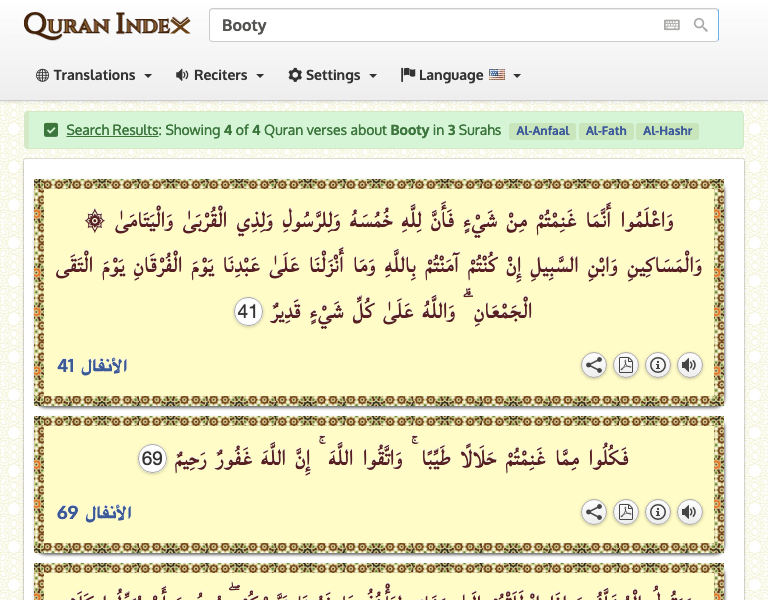 Quran Index
Booty
Translations Reciters Settings Language
Search Results: Showing 4 of 4 Quran verses about Booty in 3 Surahs Al-Anfaal Al-Fath Al-Hashr
۞ وَاعْلَمُوا أَنَّمَا غَنِمْتُمْ مِنْ شَيْءٍ فَأَنَّ لِلَّهِ خُمُسَهُ وَلِلرَّسُولِ وَلِذِي الْقُرْبَىٰ وَالْيَتَامَىٰ
وَالْمَسَاكِينِ وَابْنِ السَّبِيلِ إِنْ كُنْتُمْ آمَنْتُمْ بِاللَّهِ وَمَا أَنْزَلْنَا عَلَىٰ عَبْدِنَا يَوْمَ الْفُرْقَانِ يَوْمَ الْتَقَى
الْجَمْعَانِ ۗ وَاللَّهُ عَلَىٰ كُلِّ شَيْءٍ قَدِيرٌ 41
الأنفال 41
فَكُلُوا مِمَّا غَنِمْتُمْ حَلَالًا طَيِّبًا ۚ وَاتَّقُوا اللَّهَ ۚ إِنَّ اللَّهَ غَفُورٌ رَحِيمٌ 69
الأنفال 69